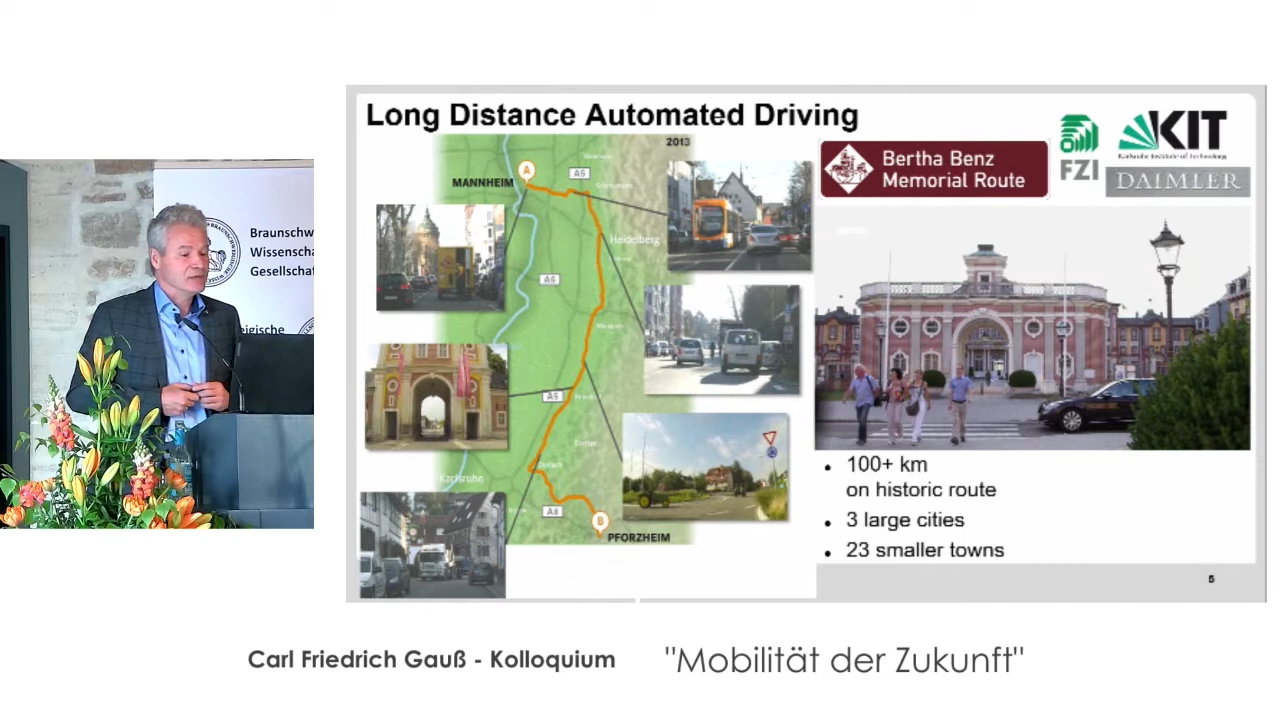 Braunschw
Wissenscha
Gesellschaf
eigische
Long Distance Automated Driving
2013
A
MANNHEIM
A5
Heidelberg
A5
A5
Karlsruhe
A8
B
PFORZHEIM
Bertha Benz
Memorial Route
FZI
KIT
Karlsruhe Institute of Technology
DAIMLER
• 100+ km
on historic route
• 3 large cities
• 23 smaller towns
Carl Friedrich Gauß - Kolloquium
"Mobilität der Zukunft"